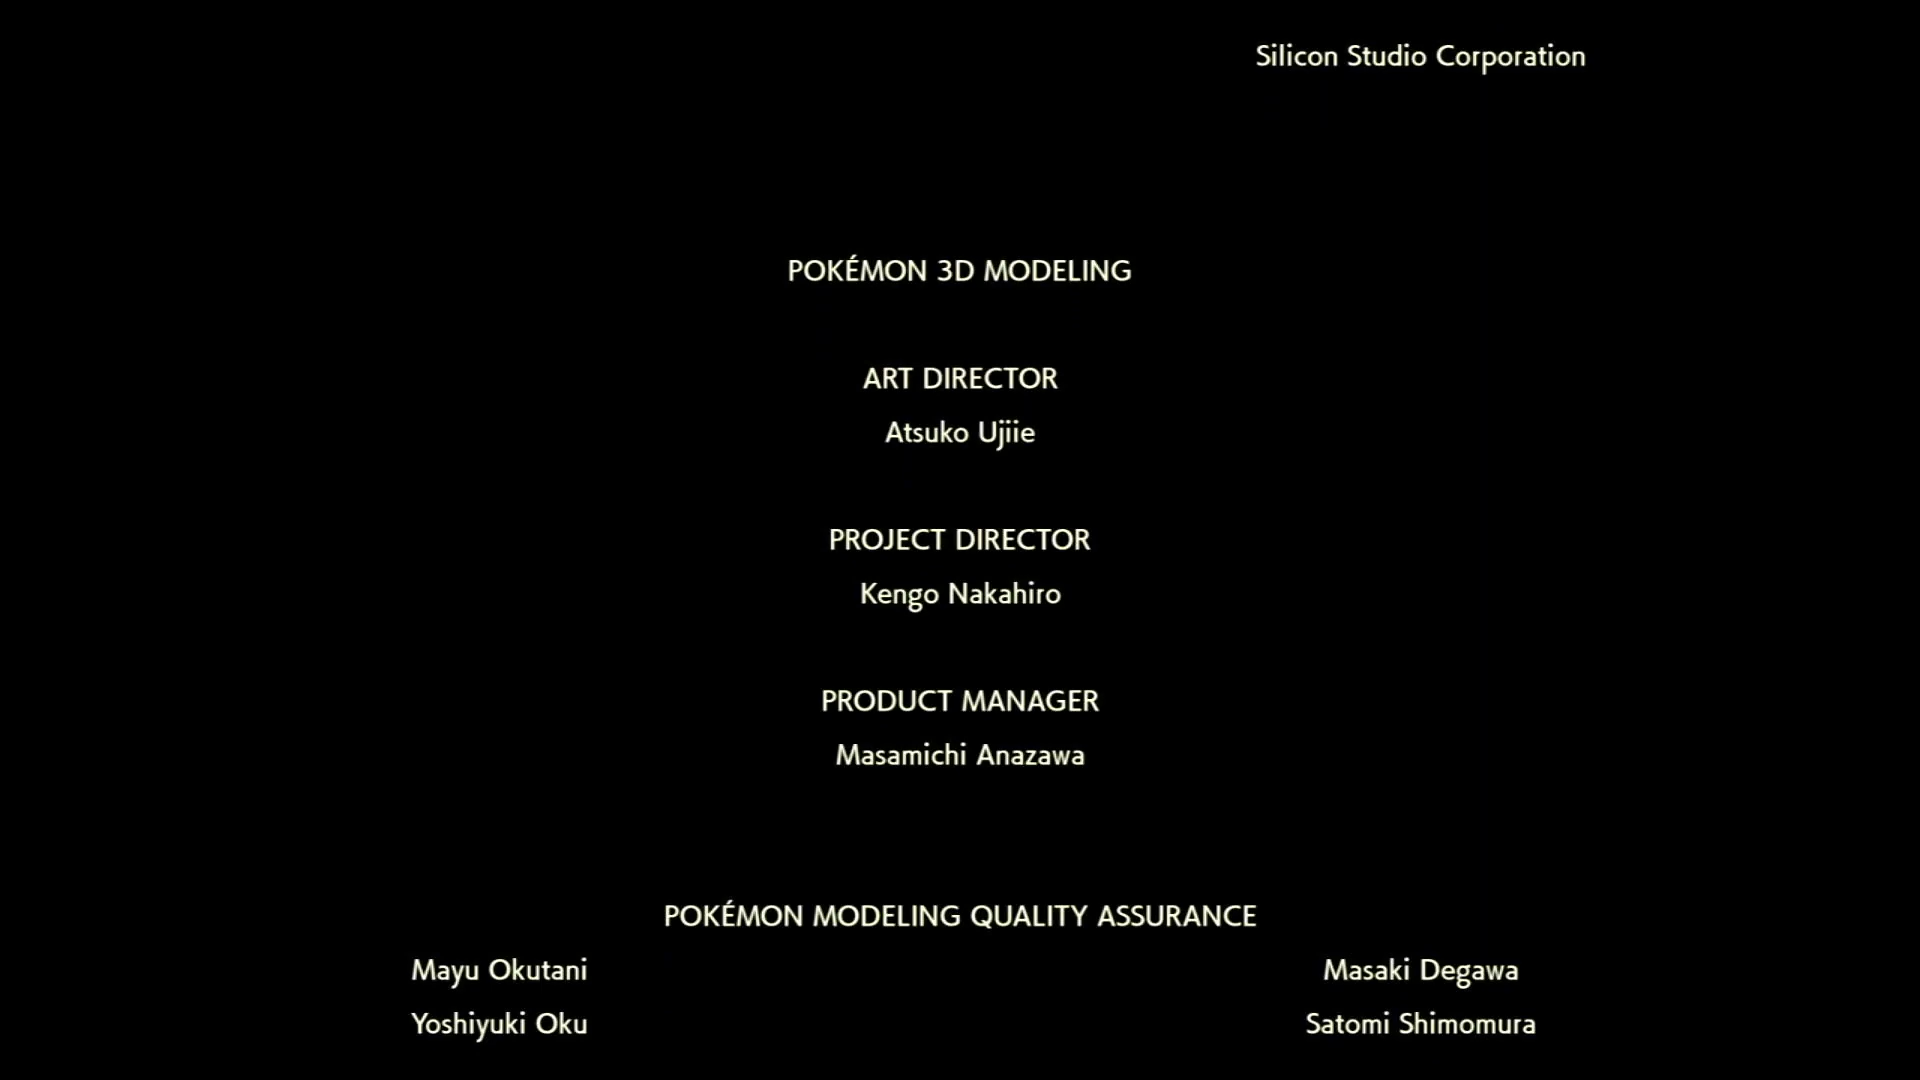 Silicon Studio Corporation
POKÉMON 3D MODELING
ART DIRECTOR
Atsuko Ujiie
PROJECT DIRECTOR
Kengo Nakahiro
PRODUCT MANAGER
Masamichi Anazawa
POKÉMON MODELING QUALITY ASSURANCE
Mayu Okutani Masaki Degawa
Yoshiyuki Oku Satomi Shimomura